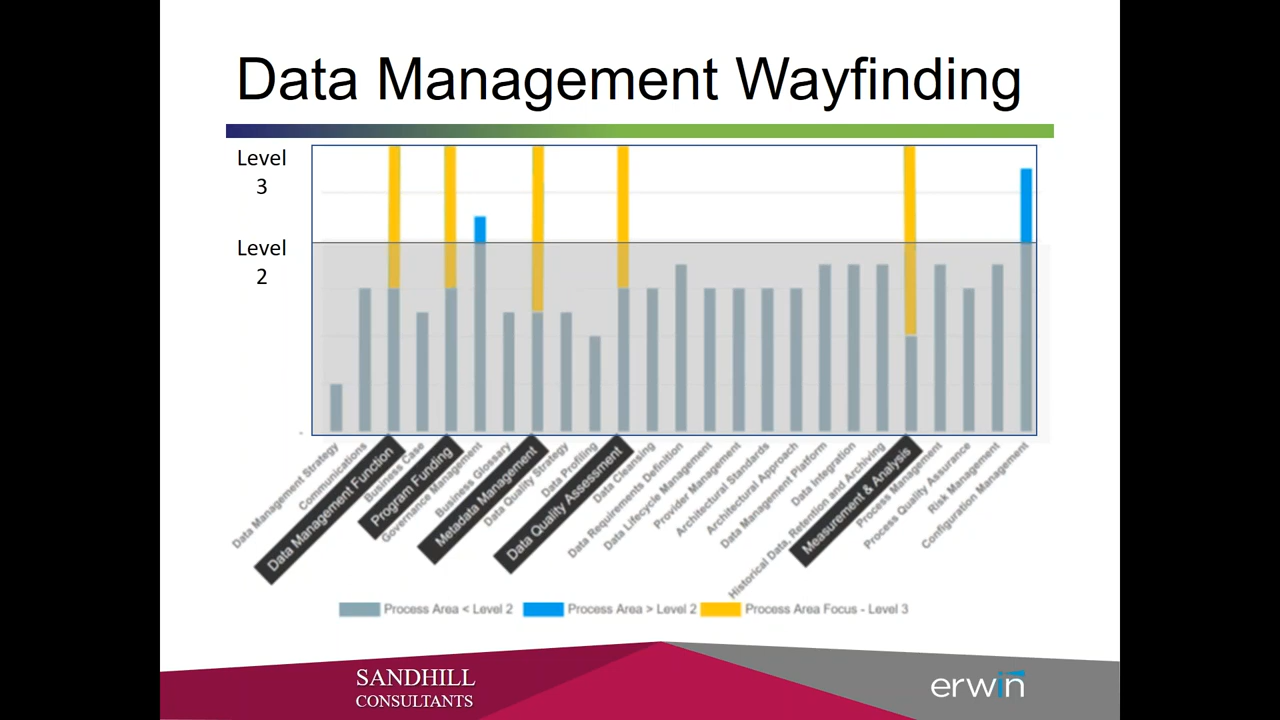 Data Management Wayfinding
Level
3
Level
2
Data Management Strategy
Communications
Data Management Function
Business Case
Program Funding
Governance Management
Business Glossary
Metadata Management
Data Quality Strategy
Data Profiling
Data Quality Assessment
Data Cleansing
Data Requirements Definition
Data Lifecycle Management
Provider Management
Architectural Standards
Architectural Approach
Data Management Platform
Data Integration
Historical Data, Retention and Archiving
Measurement & Analysis
Process Management
Process Quality Assurance
Risk Management
Configuration Management
Process Area < Level 2
Process Area > Level 2
Process Area Focus - Level 3
SANDHILL
CONSULTANTS
erwin